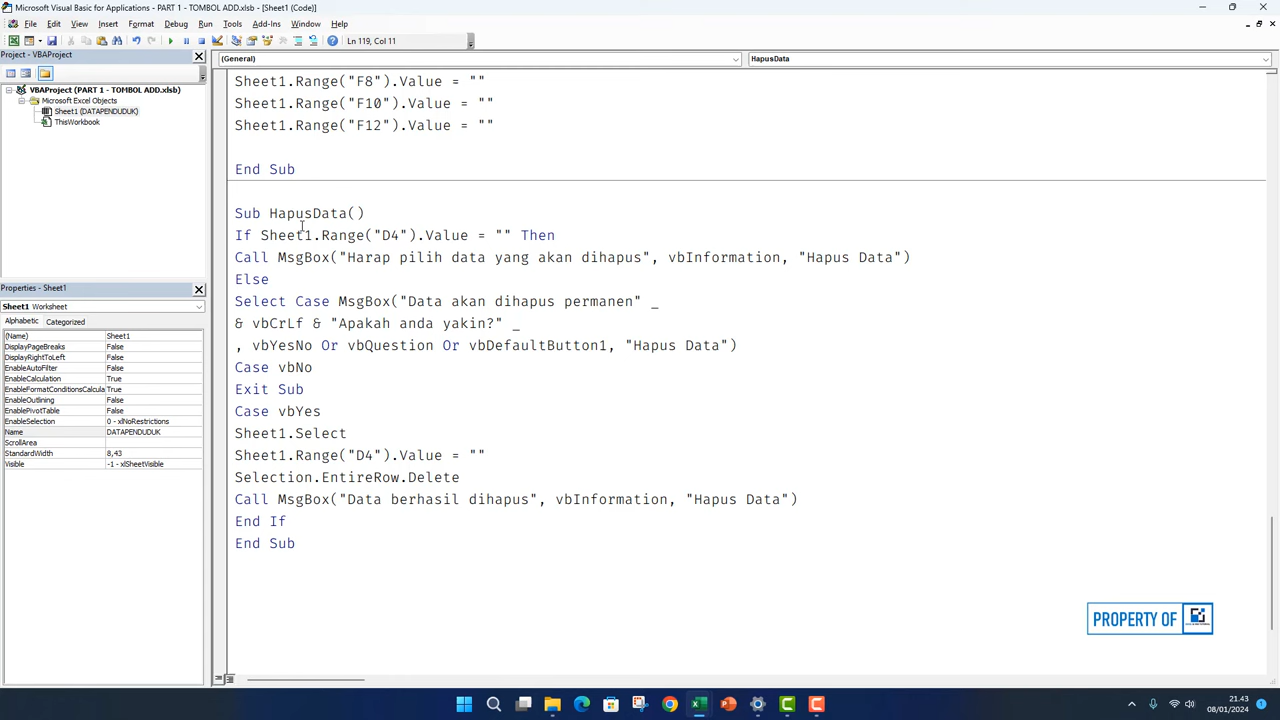 Microsoft Visual Basic for Applications - PART 1 - TOMBOL ADD.xlsb - [Sheet1 (Code)]
File Edit View Insert Format Debug Run Tools Add-Ins Window Help
Ln 119, Col 11
Project - VBAProject
(General)
HapusData
VBAProject (PART 1 - TOMBOL ADD.xlsb)
Microsoft Excel Objects
Sheet1 (DATAPENDUDUK)
ThisWorkbook
Properties - Sheet1
Sheet1 Worksheet
Alphabetic Categorized
(Name) Sheet1
DisplayPageBreaks False
DisplayRightToLeft False
EnableAutoFilter False
EnableCalculation True
EnableFormatConditionsCalcula True
EnableOutlining False
EnablePivotTable False
EnableSelection 0 - xlNoRestrictions
Name DATAPENDUDUK
ScrollArea
StandardWidth 8,43
Visible -1 - xlSheetVisible
Sheet1.Range("F8").Value = ""
Sheet1.Range("F10").Value = ""
Sheet1.Range("F12").Value = ""
End Sub
Sub HapusData()
If Sheet1.Range("D4").Value = "" Then
Call MsgBox("Harap pilih data yang akan dihapus", vbInformation, "Hapus Data")
Else
Select Case MsgBox("Data akan dihapus permanen" _
& vbCrLf & "Apakah anda yakin?" _
, vbYesNo Or vbQuestion Or vbDefaultButton1, "Hapus Data")
Case vbNo
Exit Sub
Case vbYes
Sheet1.Select
Sheet1.Range("D4").Value = ""
Selection.EntireRow.Delete
Call MsgBox("Data berhasil dihapus", vbInformation, "Hapus Data")
End If
End Sub
PROPERTY OF
21.43
08/01/2024